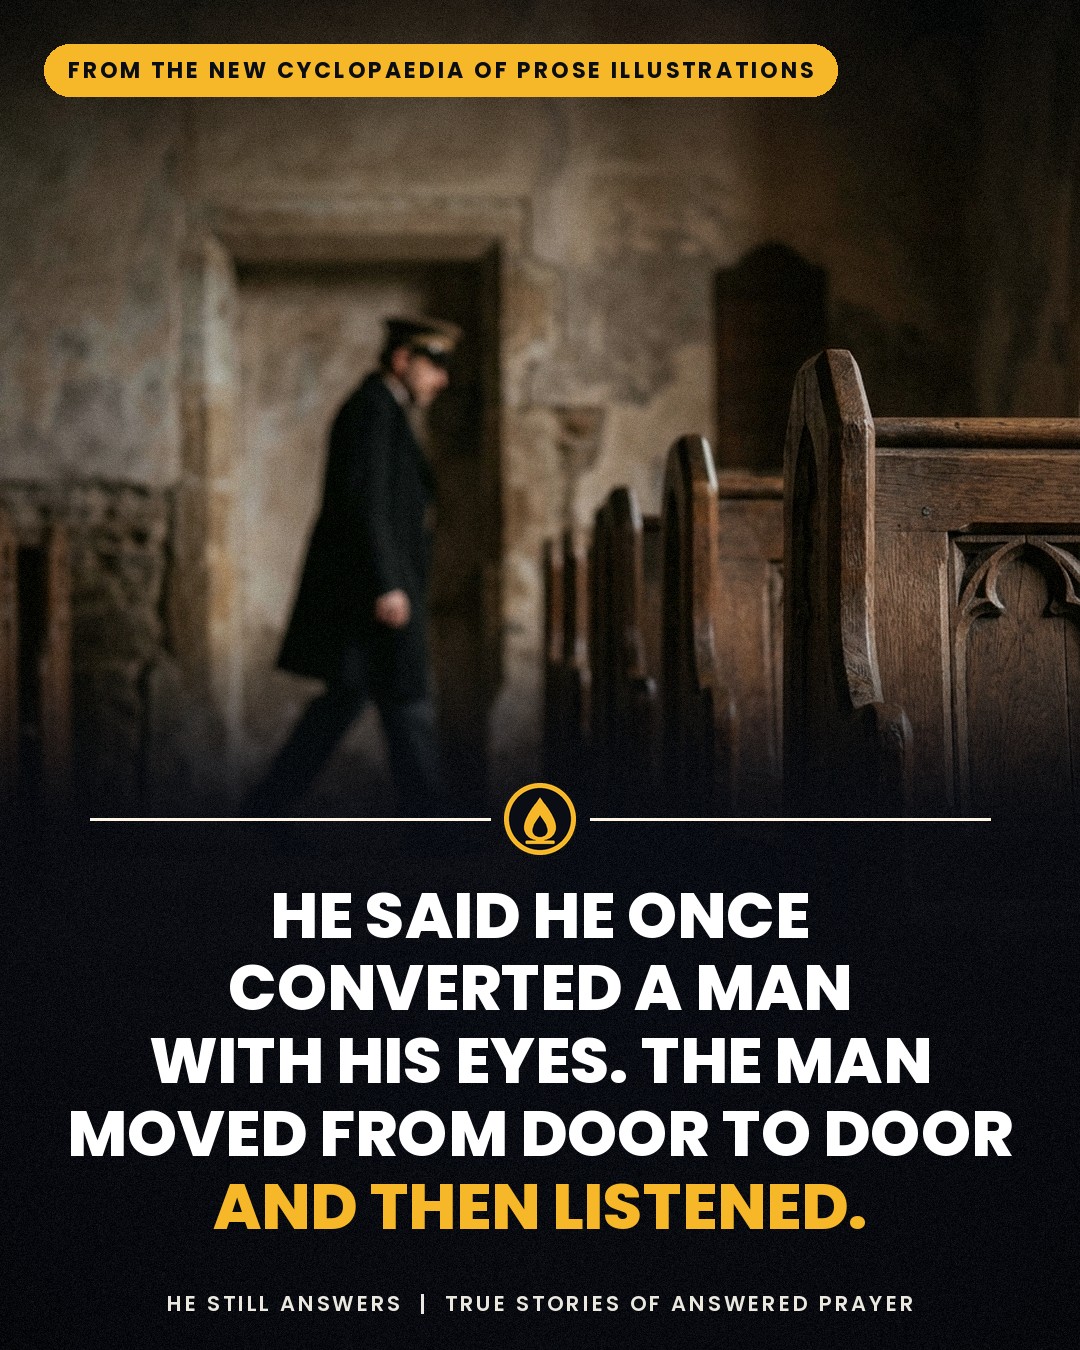 FROM THE NEW CYCLOPAEDIA OF PROSE ILLUSTRATIONS
HE SAID HE ONCE
CONVERTED A MAN
WITH HIS EYES. THE MAN
MOVED FROM DOOR TO DOOR
AND THEN LISTENED.
HE STILL ANSWERS | TRUE STORIES OF ANSWERED PRAYER